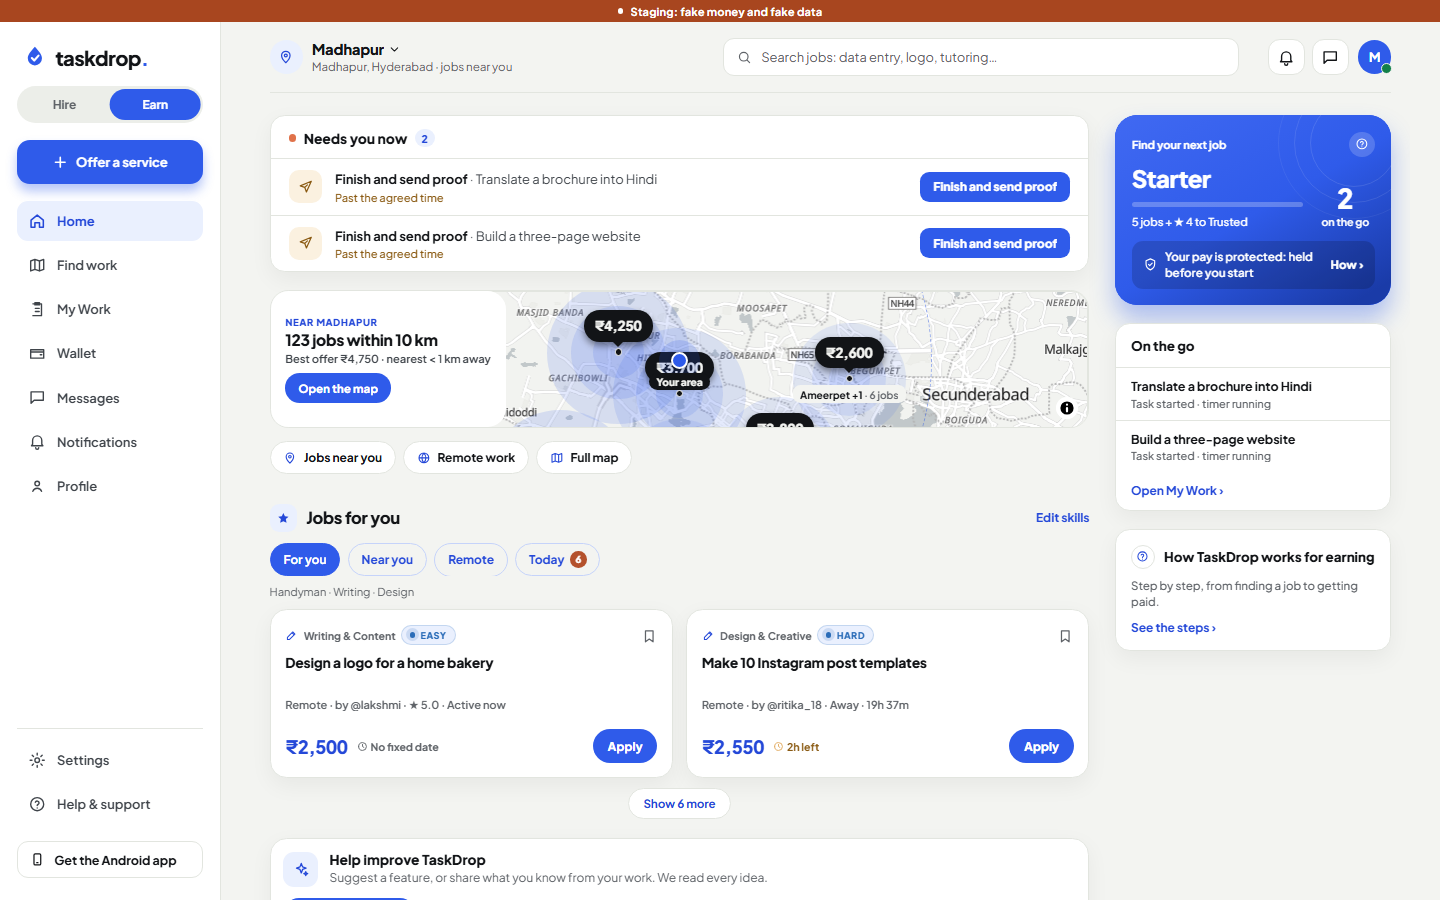 Staging: fake money and fake data
taskdrop.
Hire
Earn
Offer a service
Home
Find work
My Work
Wallet
Messages
Notifications
Profile
Settings
Help & support
Get the Android app
Madhapur
Madhapur, Hyderabad · jobs near you
Search jobs: data entry, logo, tutoring...
M
Needs you now 2
Finish and send proof · Translate a brochure into Hindi
Past the agreed time
Finish and send proof
Finish and send proof · Build a three-page website
Past the agreed time
Finish and send proof
NEAR MADHAPUR
123 jobs within 10 km
Best offer ₹4,750 · nearest < 1 km away
Open the map
MASJID BANDA
MOOSAPET
NH44
₹4,250
₹2,600
Malkajg
BORABANDA
NH65
BEGUMPET
GACHIBOWLI
₹3,700
Your area
Ameerpet +1 · 6 jobs
Secunderabad
idoddi
BOIGUDA
Jobs near you
Remote work
Full map
Jobs for you
Edit skills
For you
Near you
Remote
Today 6
Handyman · Writing · Design
Writing & Content EASY
Design a logo for a home bakery
Remote · by @lakshmi · ★ 5.0 · Active now
₹2,500 No fixed date
Apply
Design & Creative HARD
Make 10 Instagram post templates
Remote · by @ritika_18 · Away · 19h 37m
₹2,550 2h left
Apply
Show 6 more
Help improve TaskDrop
Suggest a feature, or share what you know from your work. We read every idea.
Find your next job
Starter
5 jobs + ★ 4 to Trusted
2
on the go
Your pay is protected: held
before you start
How ›
On the go
Translate a brochure into Hindi
Task started · timer running
Build a three-page website
Task started · timer running
Open My Work ›
How TaskDrop works for earning
Step by step, from finding a job to getting
paid.
See the steps ›